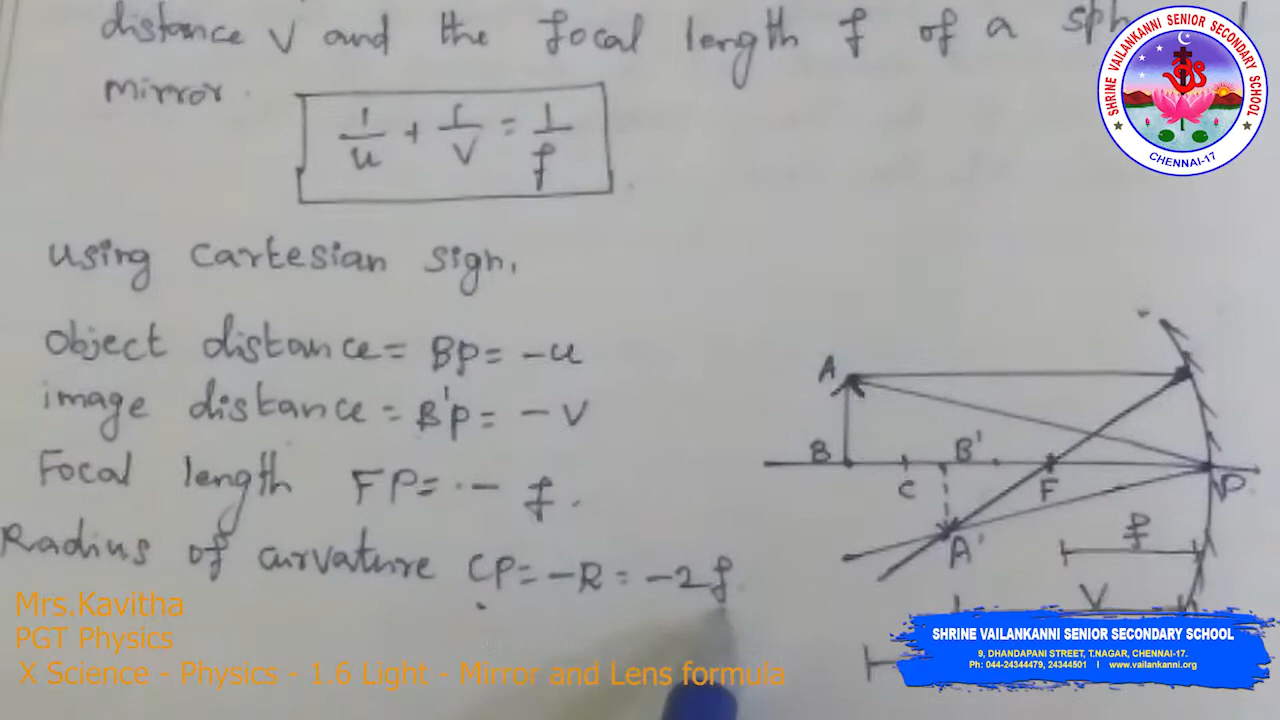 distance v and the focal length f of a
mirror.
1/u + 1/v = 1/f
using cartesian sign,
object distance = BP = -u
image distance = B'P = - v
Focal length FP = - f.
Radius of curvature CP = -R = -2f
A
B
C
B'
F
P
A'
f
V
SHRINE VAILANKANNI SENIOR SECONDARY SCHOOL
CHENNAI-17
Mrs.Kavitha
PGT Physics
X Science - Physics - 1.6 Light - Mirror and Lens formula
SHRINE VAILANKANNI SENIOR SECONDARY SCHOOL
9, DHANDAPANI STREET, T.NAGAR, CHENNAI-17.
Ph: 044-24344479, 24344501 | www.vailankanni.org